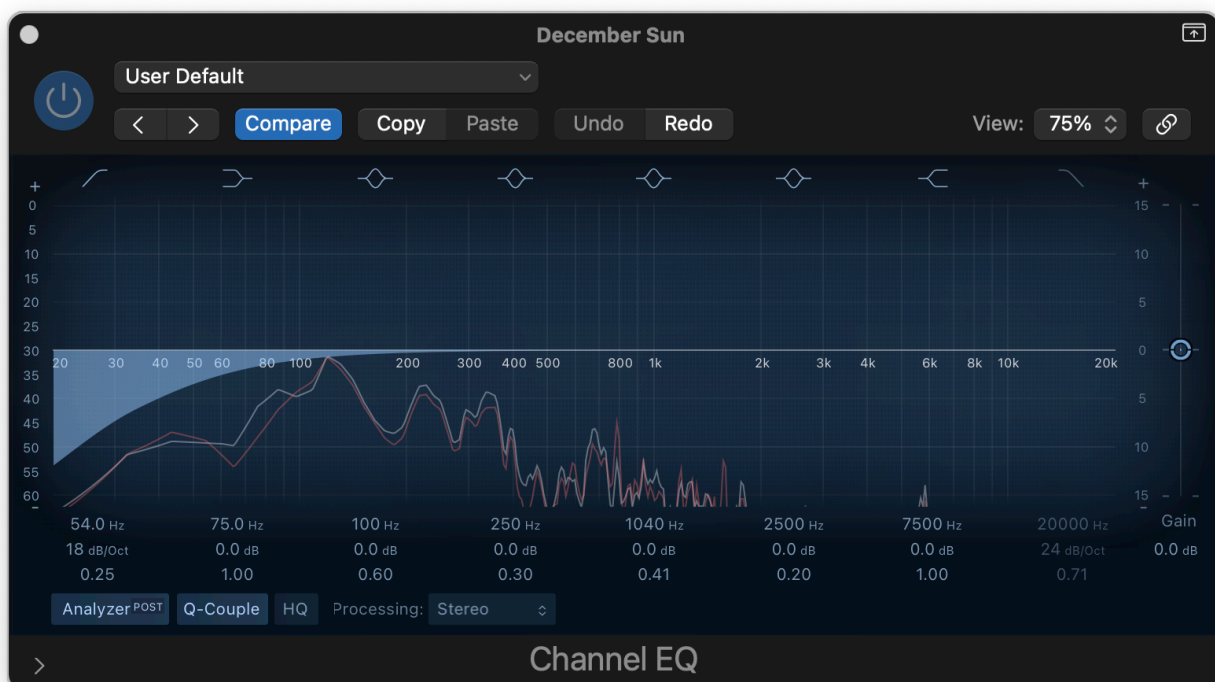 December Sun
User Default
Compare Copy Paste Undo Redo View: 75%
+ +
0 15
5
10 10
15
20 5
25
30 0
20 30 40 50 60 80 100 200 300 400 500 800 1k 2k 3k 4k 6k 8k 10k 20k
35
40 5
45
50 10
55
60 15
− −
54.0 Hz 75.0 Hz 100 Hz 250 Hz 1040 Hz 2500 Hz 7500 Hz 20000 Hz Gain
18 dB/Oct 0.0 dB 0.0 dB 0.0 dB 0.0 dB 0.0 dB 0.0 dB 24 dB/Oct 0.0 dB
0.25 1.00 0.60 0.30 0.41 0.20 1.00 0.71
Analyzer POST Q-Couple HQ Processing: Stereo
Channel EQ